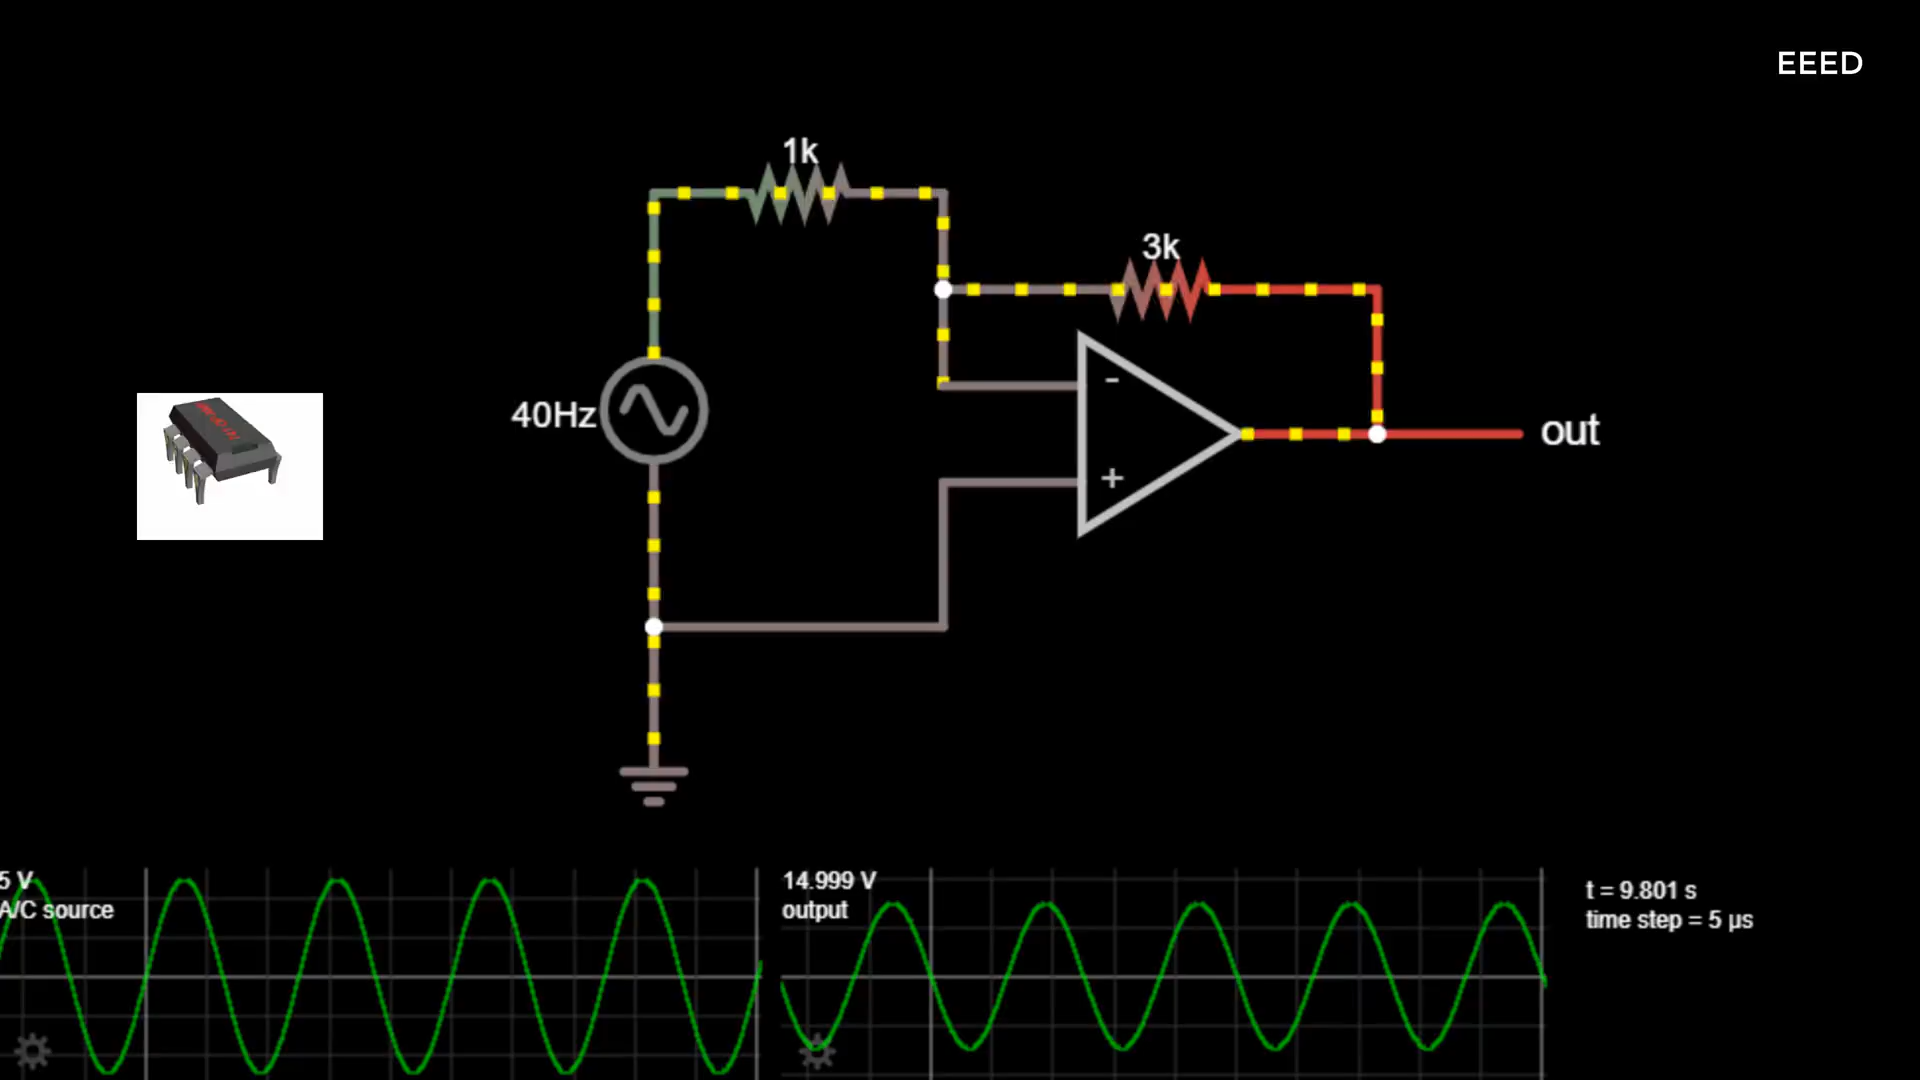 EEED
1k
3k
40Hz
-
+
out
5 V
A/C source
14.999 V
output
t = 9.801 s
time step = 5 µs